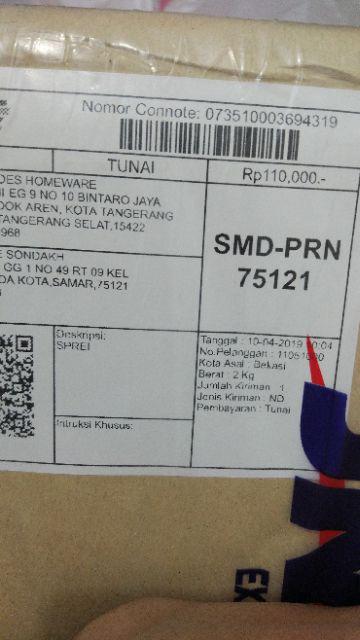 Nomor Connote: 073510003694319
TUNAI
Rp110,000.-
DES HOMEWARE
I EG 9 NO 10 BINTARO JAYA
DOK AREN, KOTA TANGERANG
TANGERANG SELAT,15422
968
SMD-PRN
75121
E SONDAKH
GG 1 NO 49 RT 09 KEL
DA KOTA,SAMAR,75121
Deskripsi:
SPREI
Tanggal : 10-04-2019
No.Pelanggan :
Kota Asal : Bekasi
Berat : 2 Kg
Jumlah Kiriman : 1
Jenis Kiriman : ND
Pembayaran : Tunai
Intruksi Khusus:
EX